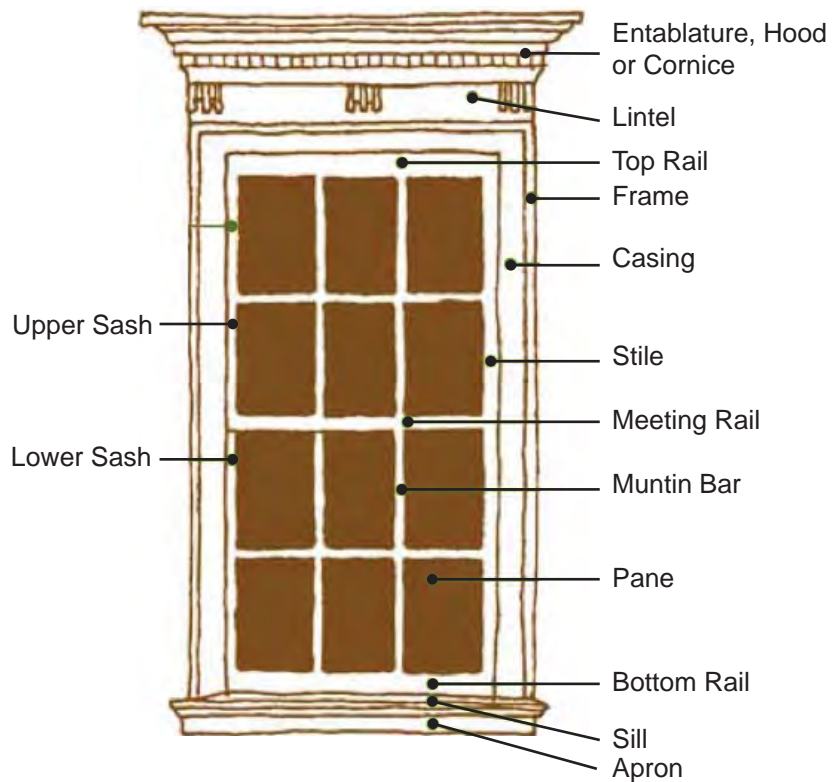 Entablature, Hood
or Cornice
Lintel
Top Rail
Frame
Casing
Upper Sash
Stile
Meeting Rail
Lower Sash
Muntin Bar
Pane
Bottom Rail
Sill
Apron